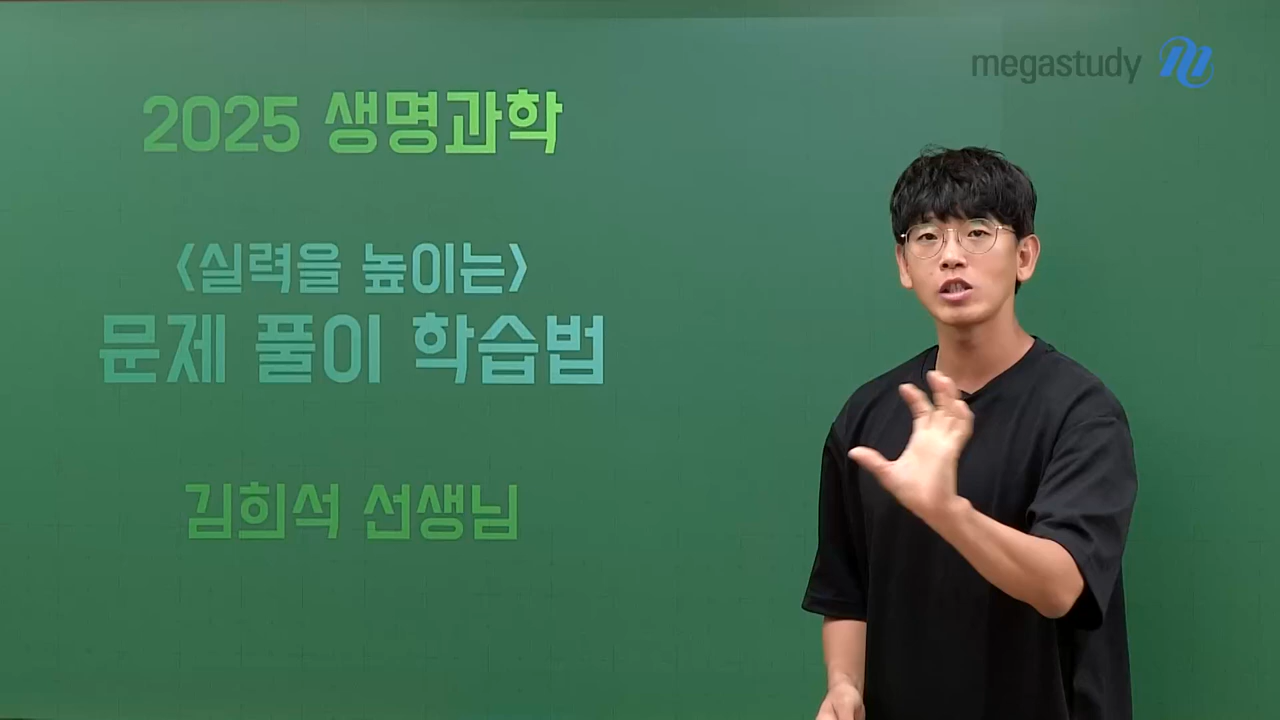 megastudy
2025 생명과학
<실력을 높이는>
문제 풀이 학습법
김희석 선생님